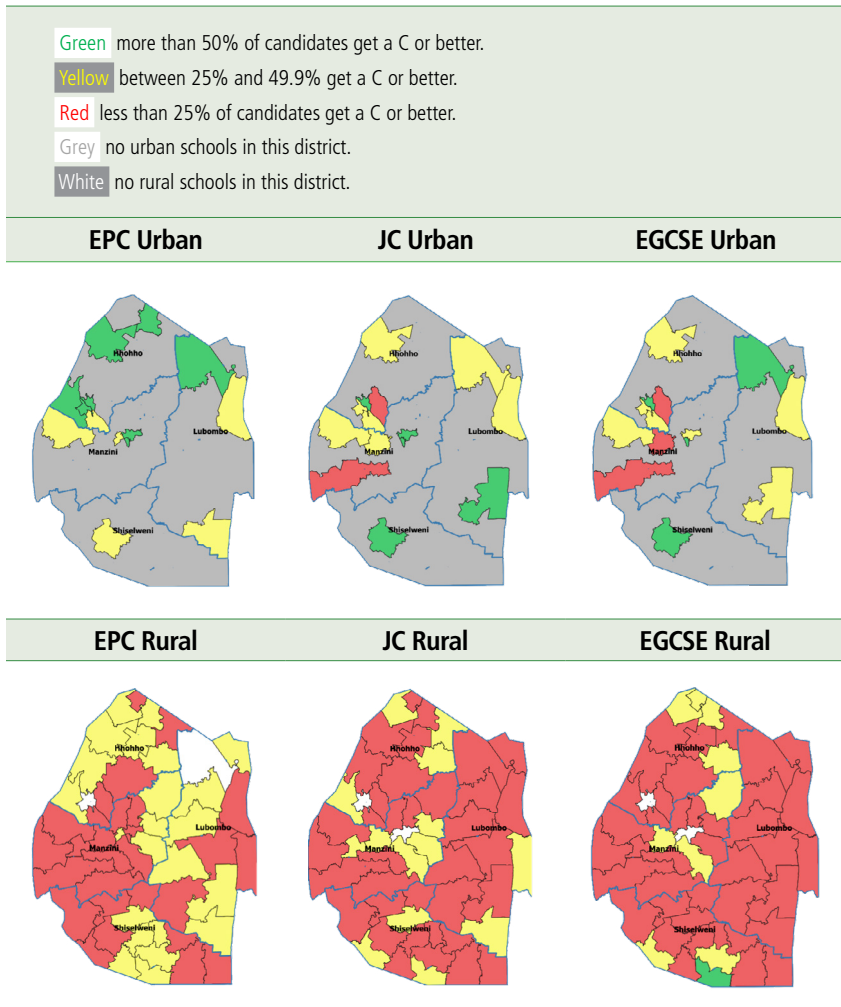 Green more than 50% of candidates get a C or better.
Yellow between 25% and 49.9% get a C or better.
Red less than 25% of candidates get a C or better.
Grey no urban schools in this district.
White no rural schools in this district.
EPC Urban JC Urban EGCSE Urban
Hhohho Hhohho Hhohho
Lubombo Lubombo Lubombo
Manzini Manzini Manzini
Shiselweni Shiselweni Shiselweni
EPC Rural JC Rural EGCSE Rural
Hhohho Hhohho Hhohho
Lubombo Lubombo Lubombo
Manzini Manzini Manzini
Shiselweni Shiselweni Shiselweni